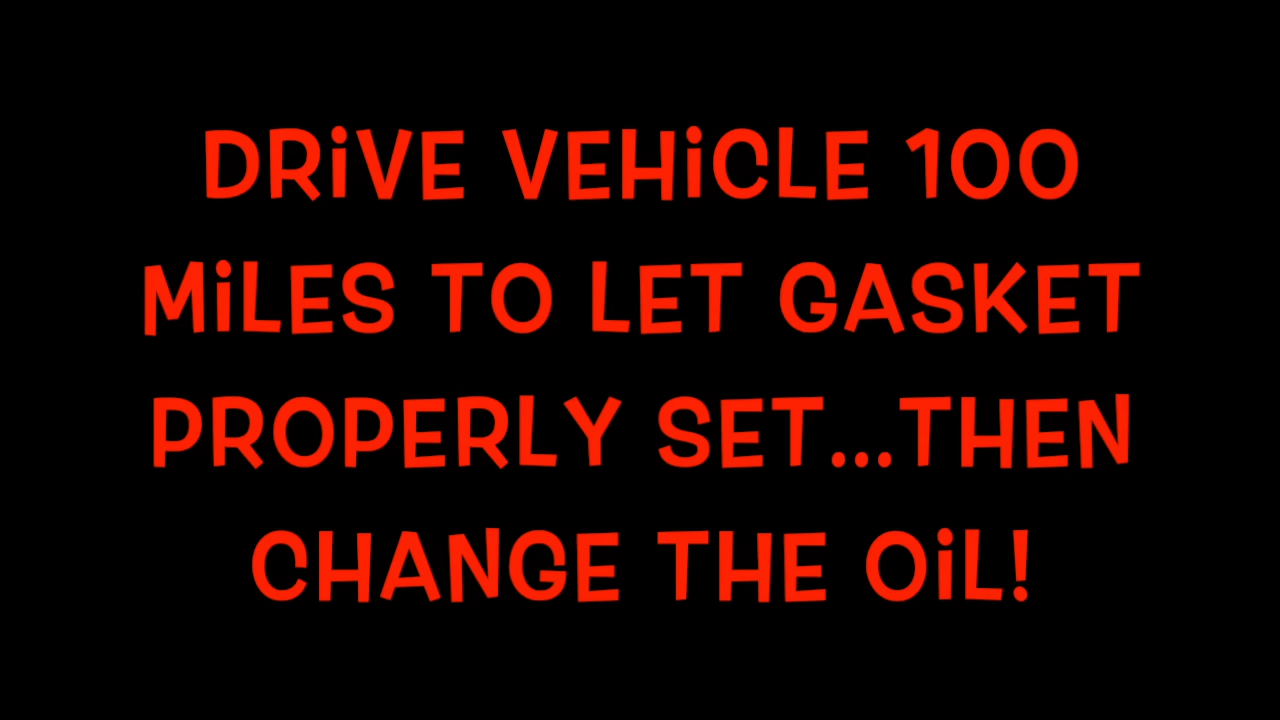 DRiVE VEHiCLE 100
MiLES TO LET GASKET
PROPERLY SET...THEN
CHANGE THE OiL!